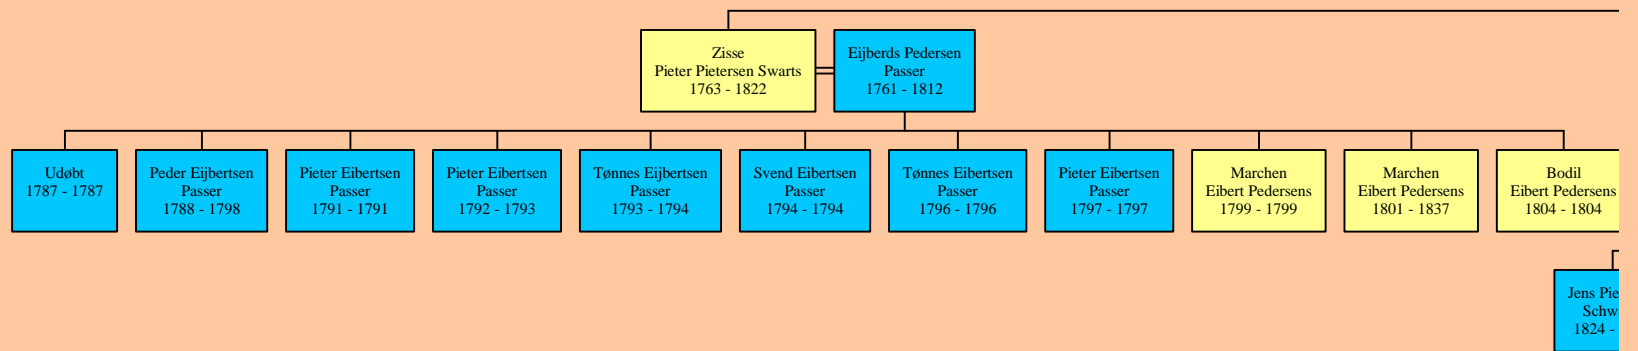 Zisse
Pieter Pietersen Swarts
1763 - 1822
Eijberds Pedersen
Passer
1761 - 1812
Udøbt
1787 - 1787
Peder Eijbertsen
Passer
1788 - 1798
Pieter Eibertsen
Passer
1791 - 1791
Pieter Eibertsen
Passer
1792 - 1793
Tønnes Eijbertsen
Passer
1793 - 1794
Svend Eibertsen
Passer
1794 - 1794
Tønnes Eibertsen
Passer
1796 - 1796
Pieter Eibertsen
Passer
1797 - 1797
Marchen
Eibert Pedersens
1799 - 1799
Marchen
Eibert Pedersens
1801 - 1837
Bodil
Eibert Pedersens
1804 - 1804
Jens
1824 -